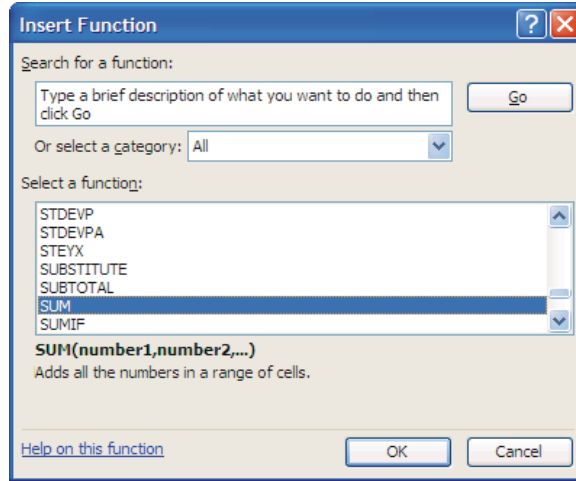 Insert Function
?
Search for a function:
Type a brief description of what you want to do and then
click Go
Go
Or select a category: All
Select a function:
STDEVP
STDEVPA
STEYX
SUBSTITUTE
SUBTOTAL
SUM
SUMIF
SUM(number1,number2,...)
Adds all the numbers in a range of cells.
Help on this function
OK
Cancel